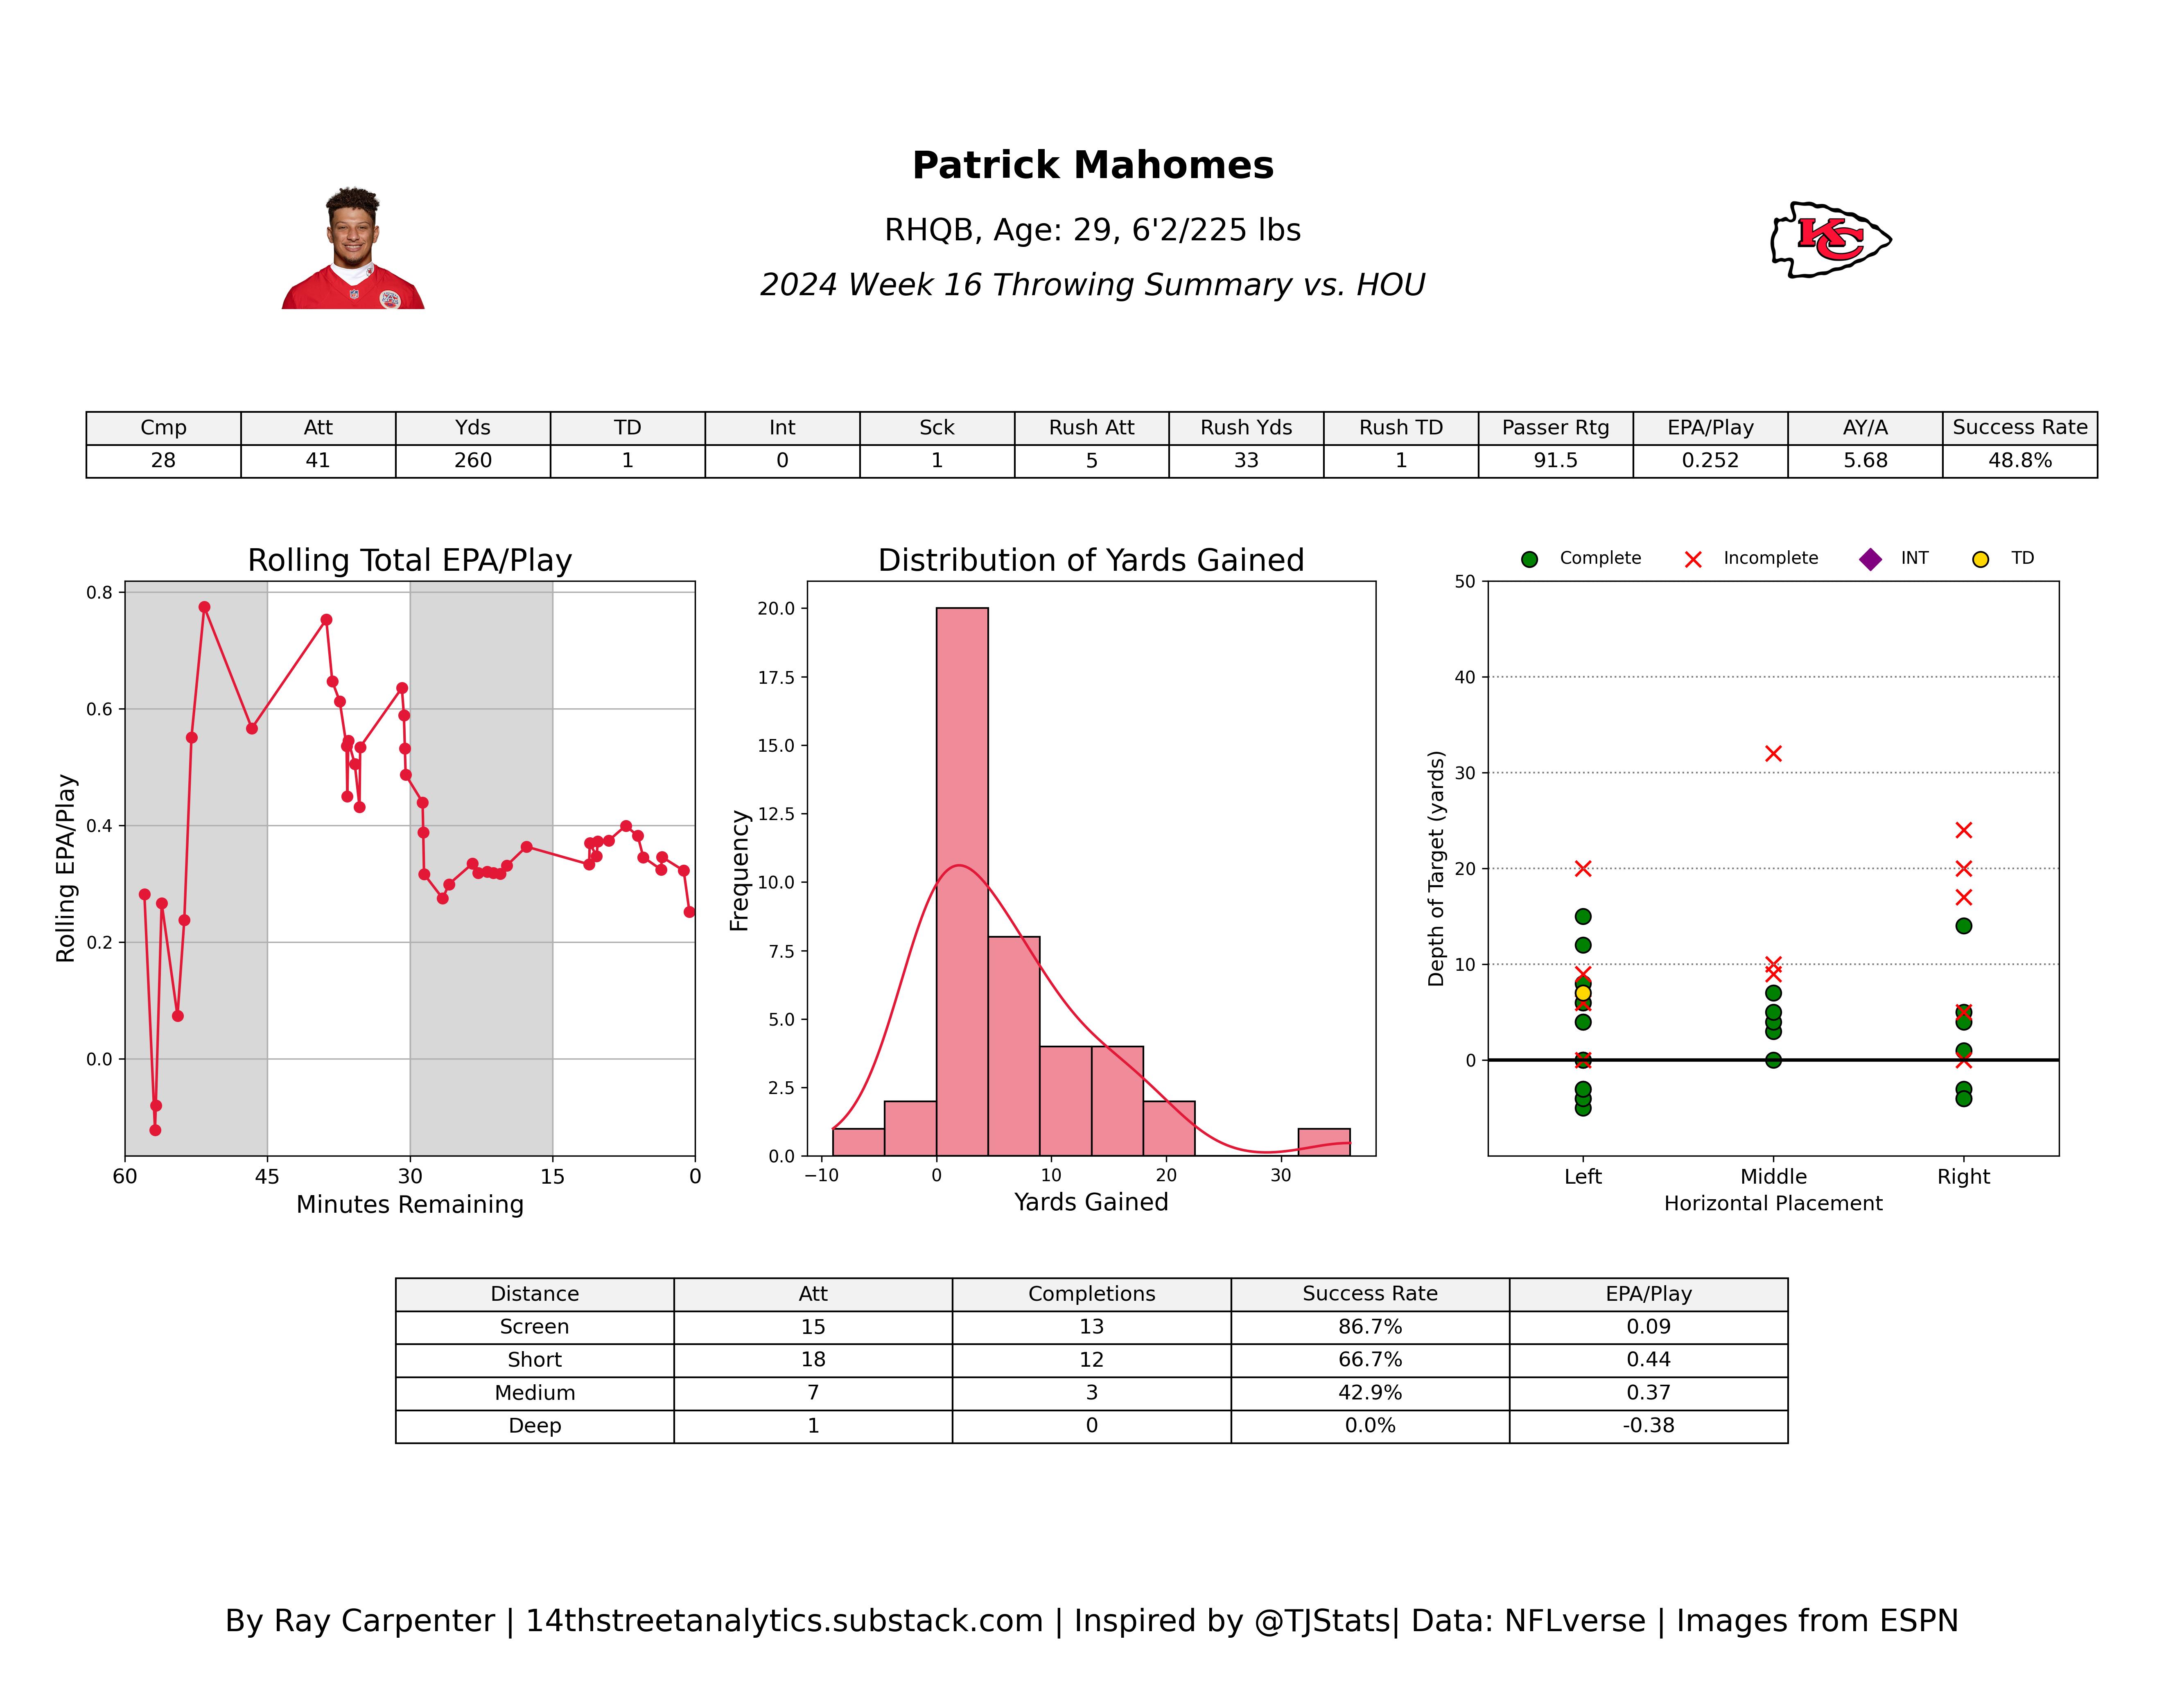 Patrick Mahomes
RHQB, Age: 29, 6'2/225 lbs
2024 Week 16 Throwing Summary vs. HOU
KC
Cmp Att Yds TD Int Sck Rush Att Rush Yds Rush TD Passer Rtg EPA/Play AY/A Success Rate
28 41 260 1 0 1 5 33 1 91.5 0.252 5.68 48.8%
Rolling Total EPA/Play
0.8
0.6
0.4
0.2
0.0
Rolling EPA/Play
60 45 30 15 0
Minutes Remaining
Distribution of Yards Gained
20.0
17.5
15.0
12.5
10.0
7.5
5.0
2.5
0.0
Frequency
−10 0 10 20 30
Yards Gained
Complete Incomplete INT TD
50
40
30
20
10
0
Depth of Target (yards)
Left Middle Right
Horizontal Placement
Distance Att Completions Success Rate EPA/Play
Screen 15 13 86.7% 0.09
Short 18 12 66.7% 0.44
Medium 7 3 42.9% 0.37
Deep 1 0 0.0% -0.38
By Ray Carpenter | 14thstreetanalytics.substack.com | Inspired by @TJStats| Data: NFLverse | Images from ESPN